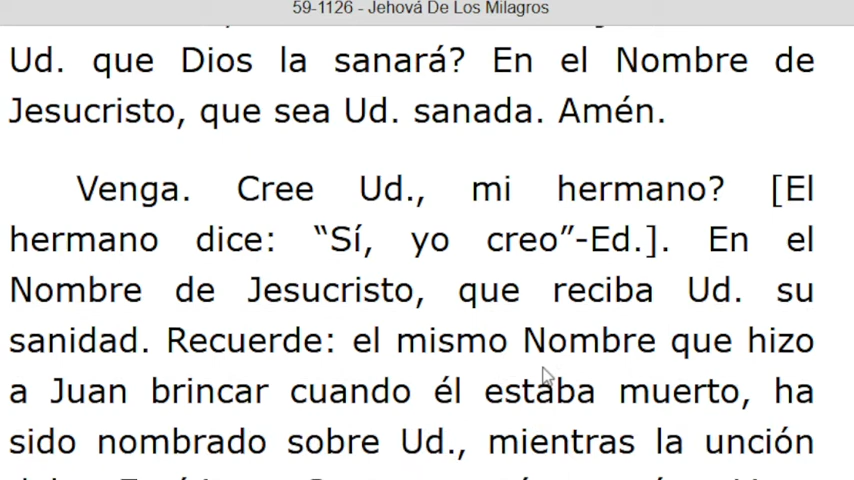 59-1126 - Jehová De Los Milagros
Ud. que Dios la sanará? En el Nombre de
Jesucristo, que sea Ud. sanada. Amén.
Venga. Cree Ud., mi hermano? [El
hermano dice: “Sí, yo creo”-Ed.]. En el
Nombre de Jesucristo, que reciba Ud. su
sanidad. Recuerde: el mismo Nombre que hizo
a Juan brincar cuando él estaba muerto, ha
sido nombrado sobre Ud., mientras la unción